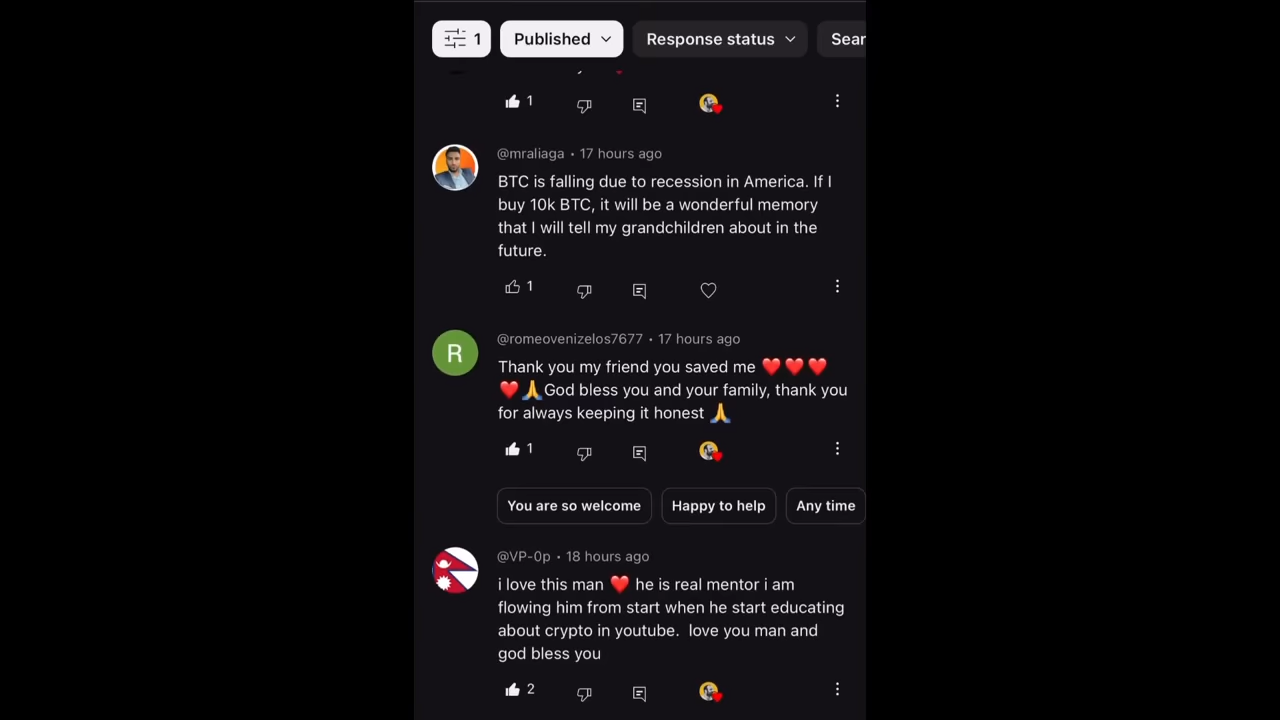 1 Published Response status Sear
1
@mraliaga • 17 hours ago
BTC is falling due to recession in America. If I
buy 10k BTC, it will be a wonderful memory
that I will tell my grandchildren about in the
future.
1
R @romeovenizelos7677 • 17 hours ago
Thank you my friend you saved me ❤️❤️❤️
❤️🙏God bless you and your family, thank you
for always keeping it honest 🙏
1
You are so welcome Happy to help Any time
@VP-0p • 18 hours ago
i love this man ❤️ he is real mentor i am
flowing him from start when he start educating
about crypto in youtube.  love you man and
god bless you
2